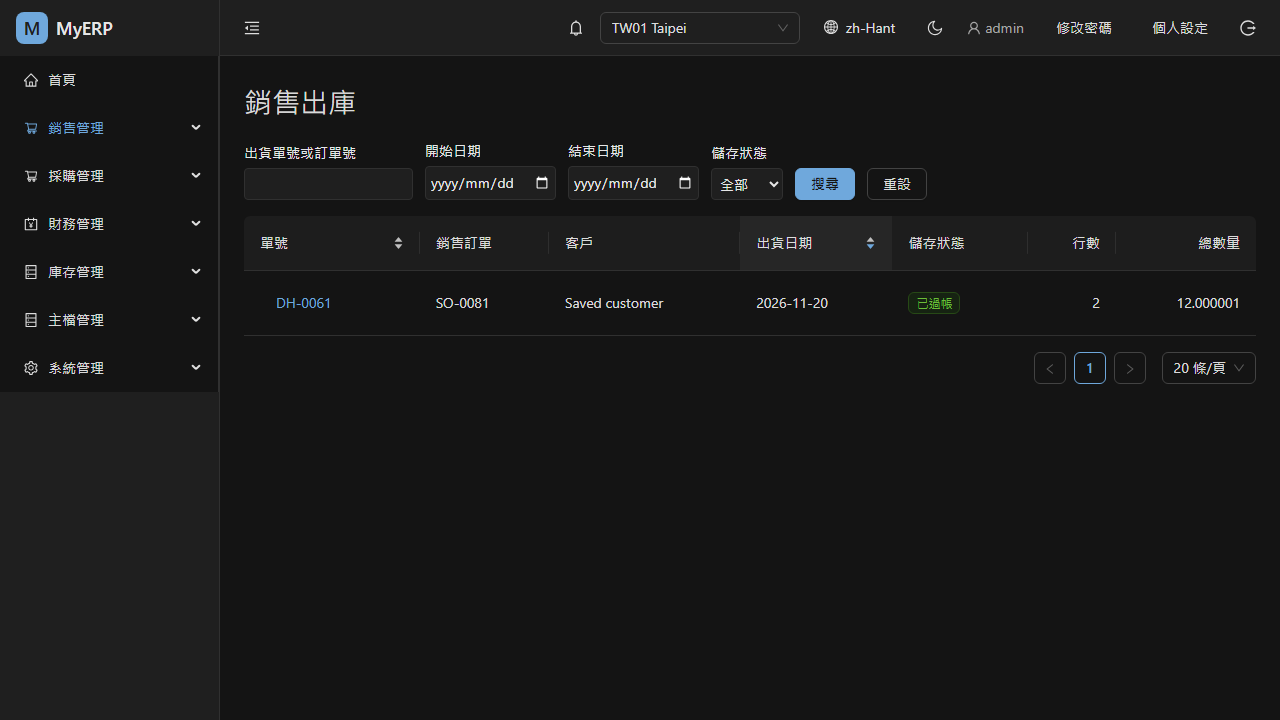 M MyERP
TW01 Taipei
zh-Hant
admin
修改密碼
個人設定
首頁
銷售管理
採購管理
財務管理
庫存管理
主檔管理
系統管理
銷售出庫
出貨單號或訂單號
開始日期
yyyy/mm/dd
結束日期
yyyy/mm/dd
儲存狀態
全部
搜尋
重設
單號 銷售訂單 客戶 出貨日期 儲存狀態 行數 總數量
DH-0061 SO-0081 Saved customer 2026-11-20 已過帳 2 12.000001
< 1 > 20 條/頁